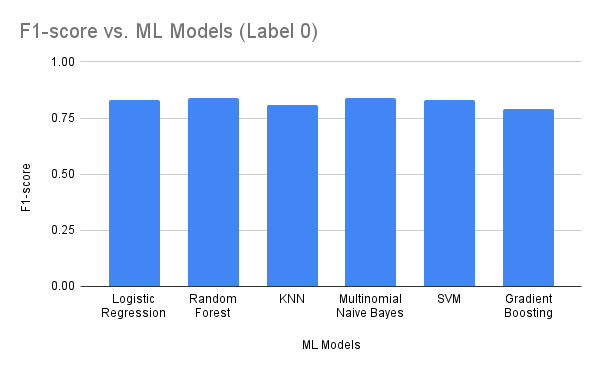 F1-score vs. ML Models (Label 0)
1.00
0.75
0.50
0.25
0.00
F1-score
Logistic
Regression
Random
Forest
KNN
Multinomial
Naive Bayes
SVM
Gradient
Boosting
ML Models